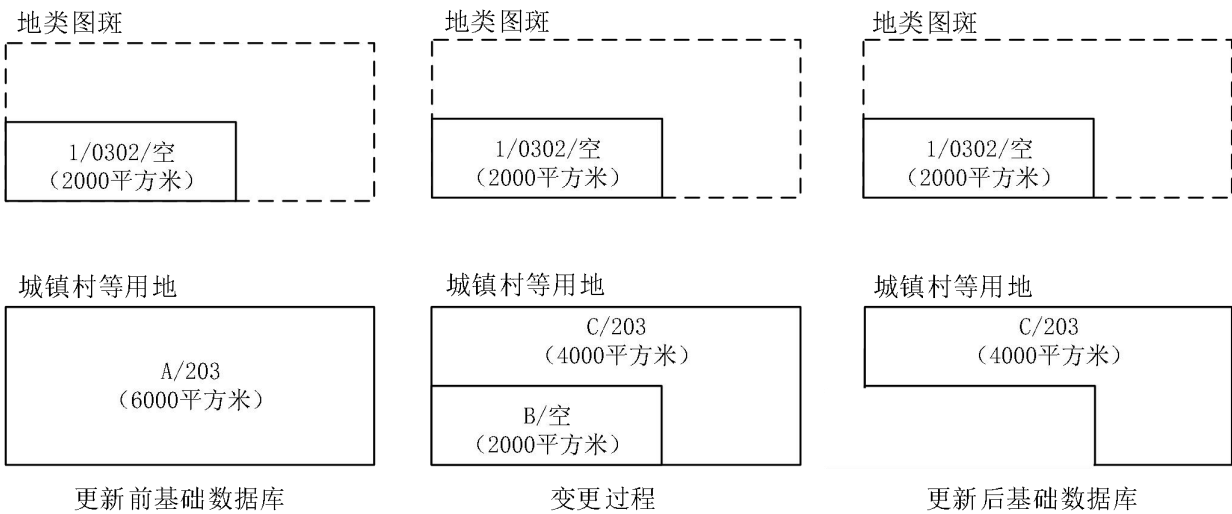 地类图斑
1/0302/空
（2000平方米）
地类图斑
1/0302/空
（2000平方米）
地类图斑
1/0302/空
（2000平方米）
城镇村等用地
A/203
（6000平方米）
更新前基础数据库
城镇村等用地
C/203
（4000平方米）
B/空
（2000平方米）
变更过程
城镇村等用地
C/203
（4000平方米）
更新后基础数据库